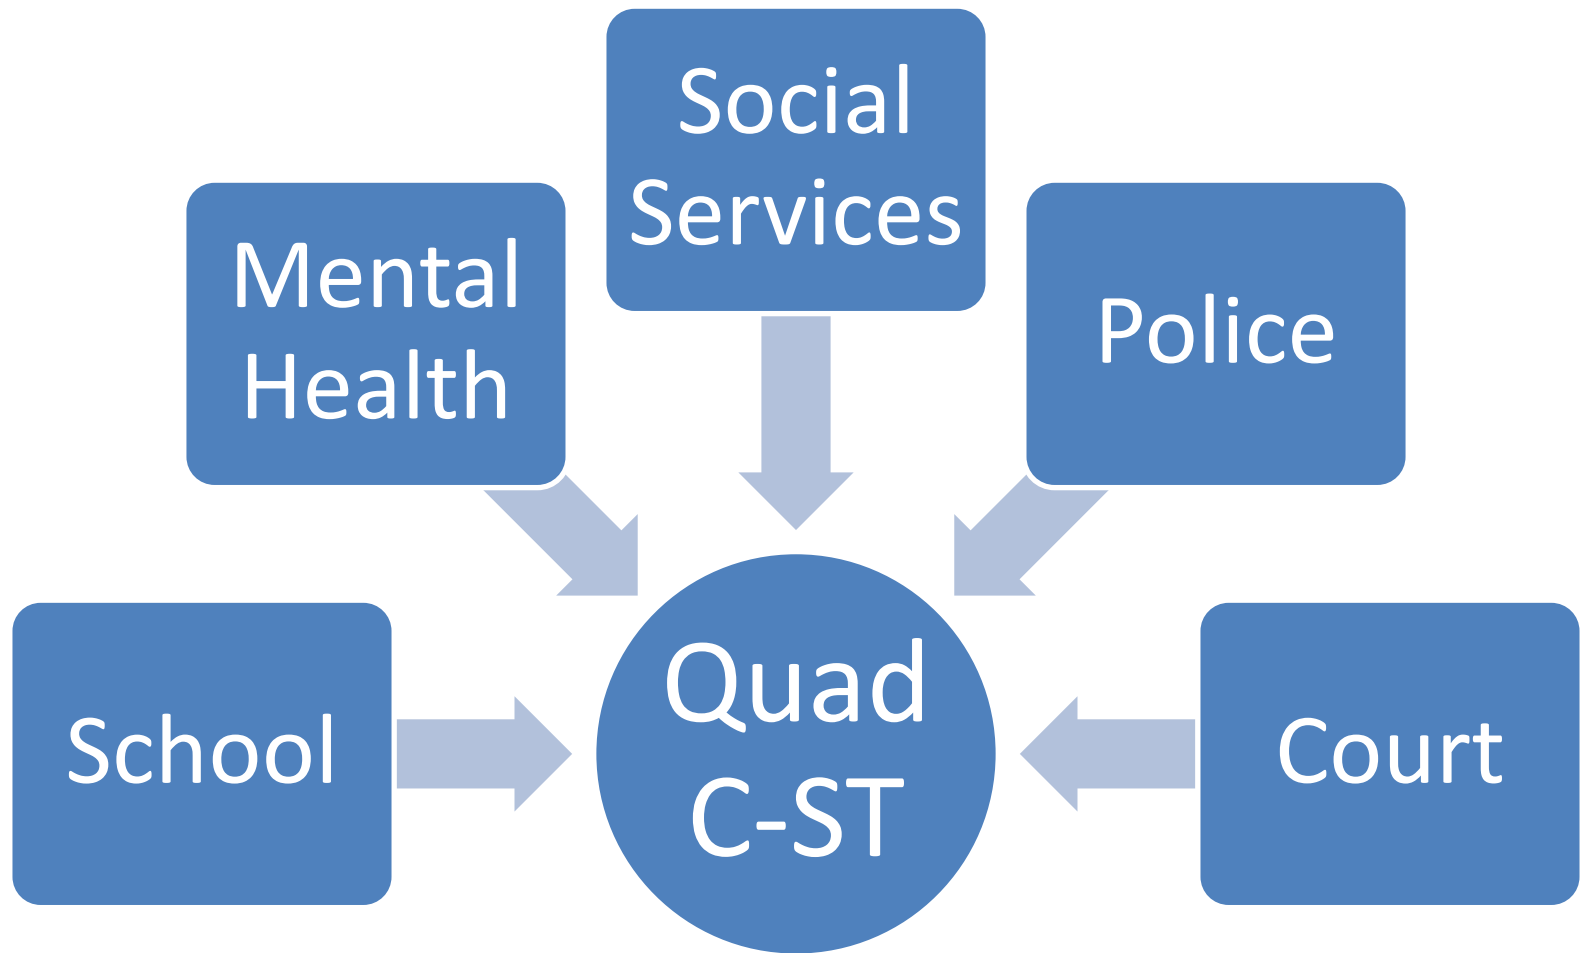 Social
Services
Mental
Health
Police
School
Quad
C-ST
Court